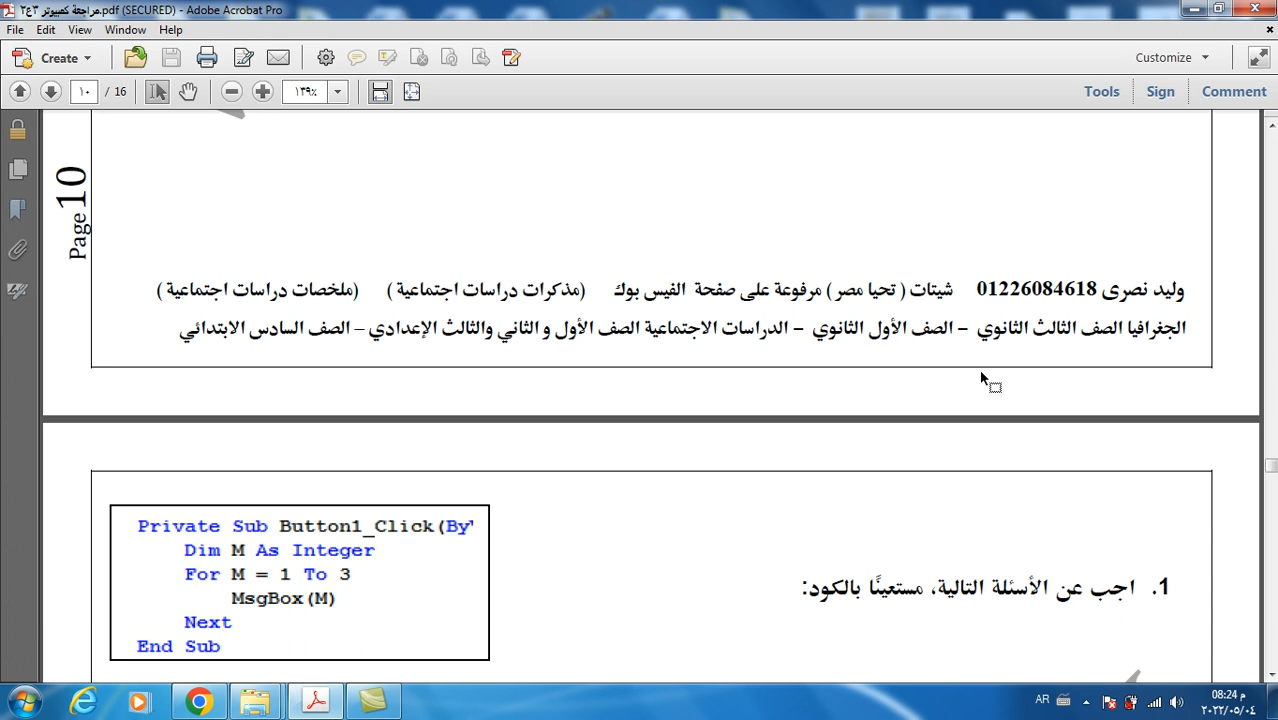 مراجعة كمبيوتر ٣ع٢.pdf (SECURED) - Adobe Acrobat Pro
File Edit View Window Help
Create Customize
١٠ / 16 ١٣٩% Tools Sign Comment
Page 10
وليد نصرى 01226084618 شيتات ( تحيا مصر ) مرفوعة على صفحة الفيس بوك (مذكرات دراسات اجتماعية ) (ملخصات دراسات اجتماعية )
الجغرافيا الصف الثالث الثانوي – الصف الأول الثانوي – الدراسات الاجتماعية الصف الأول و الثاني والثالث الإعدادي – الصف السادس الابتدائي
1. اجب عن الأسئلة التالية، مستعينًا بالكود:
Private Sub Button1_Click(By
Dim M As Integer
For M = 1 To 3
MsgBox(M)
Next
End Sub
AR
08:24 م
٢٠٢٢/٠٥/٠٤